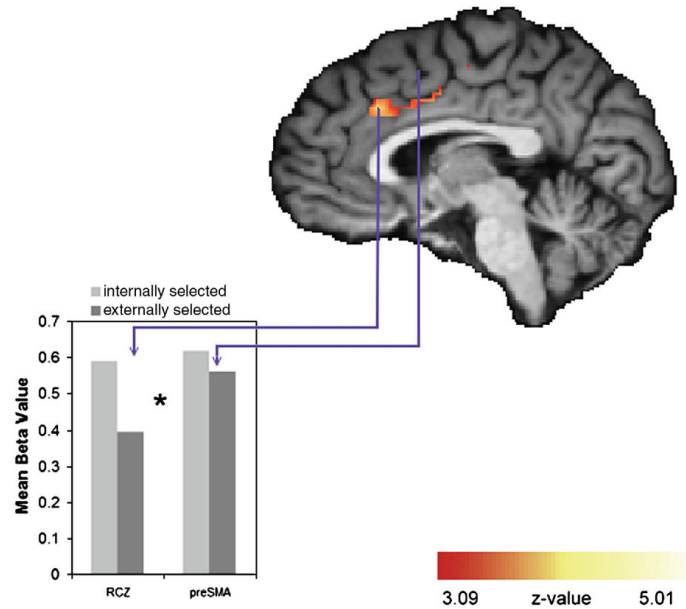 internally selected
externally selected
0.7
0.6
0.5
0.4
0.3
0.2
0.1
0
Mean Beta Value
*
RCZ preSMA
3.09 z-value 5.01